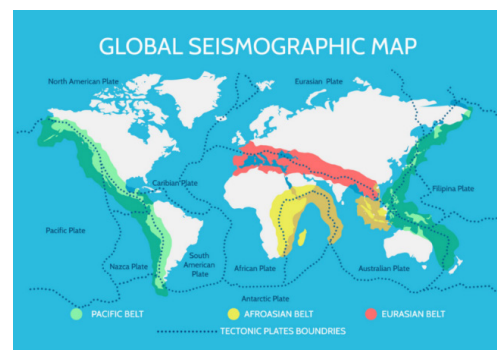 GLOBAL SEISMOGRAPHIC MAP
North American Plate
Eurasian Plate
Caribian Plate
Filipina Plate
Pacific Plate
Nazca Plate
South
American
Plate
African Plate
Australian Plate
Antarctic Plate
PACIFIC BELT
AFROASIAN BELT
EURASIAN BELT
TECTONIC PLATES BOUNDRIES